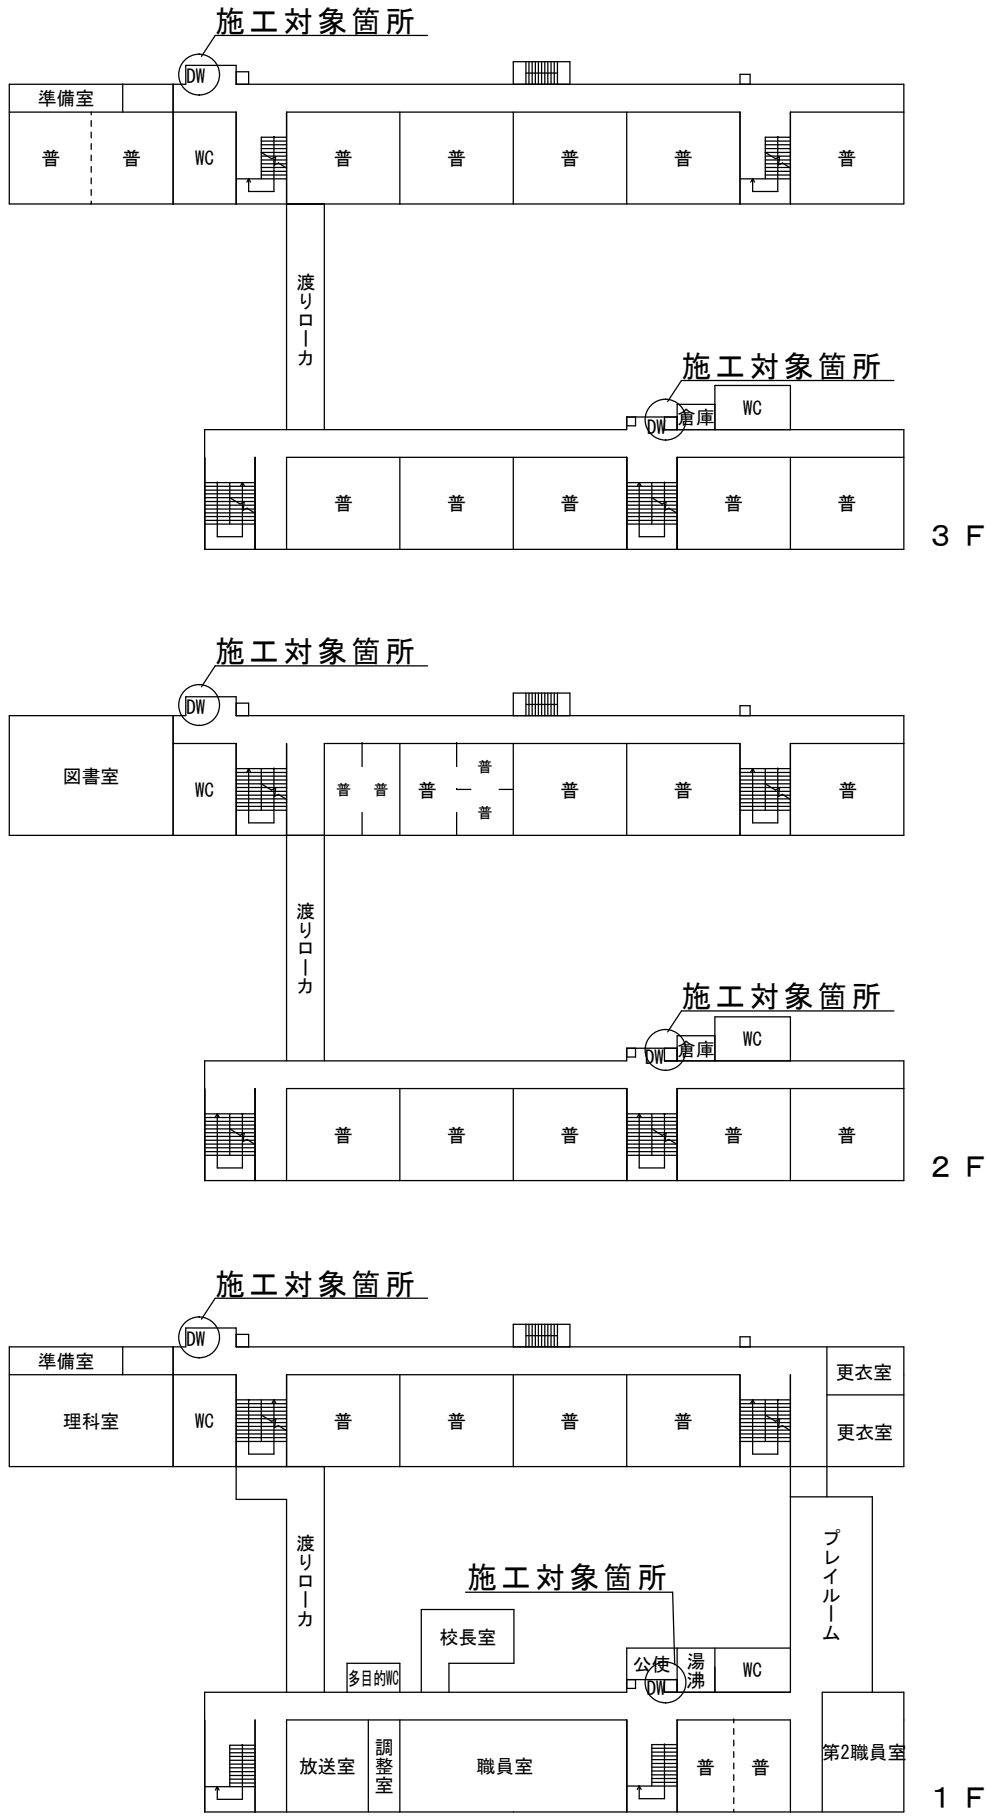 施工対象箇所
DW
準備室
普 普 WC 普 普 普 普 普
渡りローカ
施工対象箇所
DW 倉庫 WC
普 普 普 普 普
3 F
施工対象箇所
DW
図書室 WC 普 普 普 普 普 普 普 普
渡りローカ
施工対象箇所
DW 倉庫 WC
普 普 普 普 普
2 F
施工対象箇所
DW
準備室 更衣室
理科室 WC 普 普 普 普 更衣室
渡りローカ
プレイルーム
施工対象箇所
校長室
多目的WC 公使 DW 湯沸 WC
放送室 調整室 職員室 普 普 第2職員室
1 F